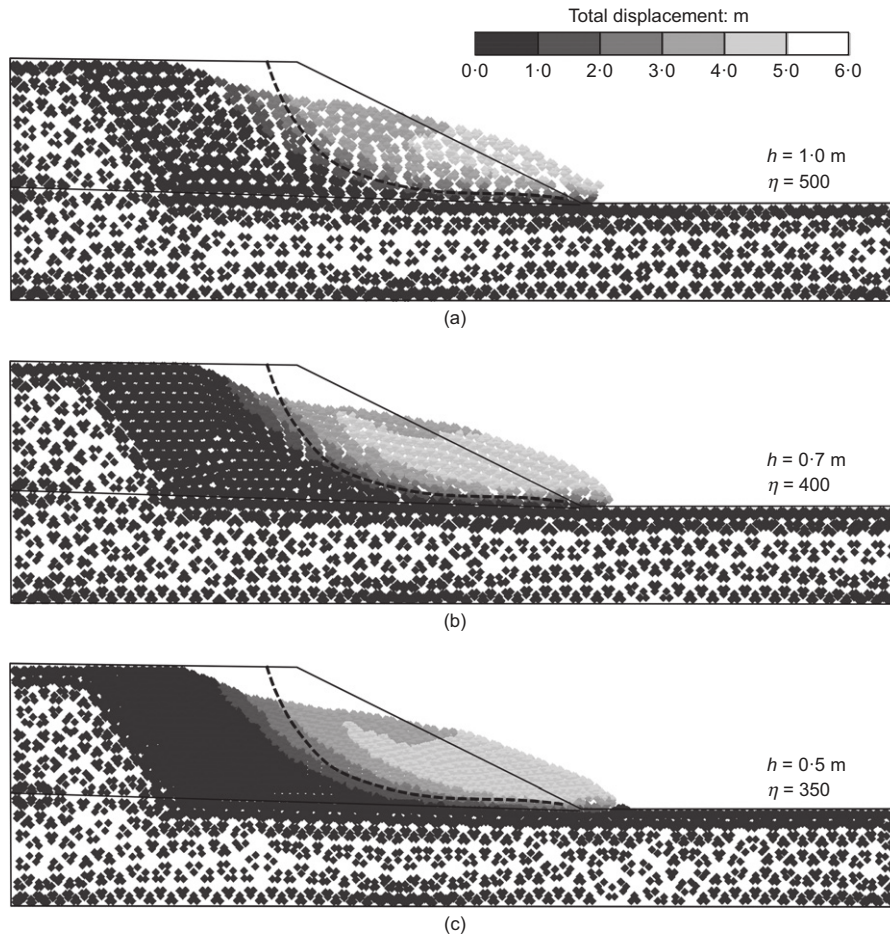 Total displacement: m
0·0 1·0 2·0 3·0 4·0 5·0 6·0
h = 1·0 m
η = 500
(a)
h = 0·7 m
η = 400
(b)
h = 0·5 m
η = 350
(c)